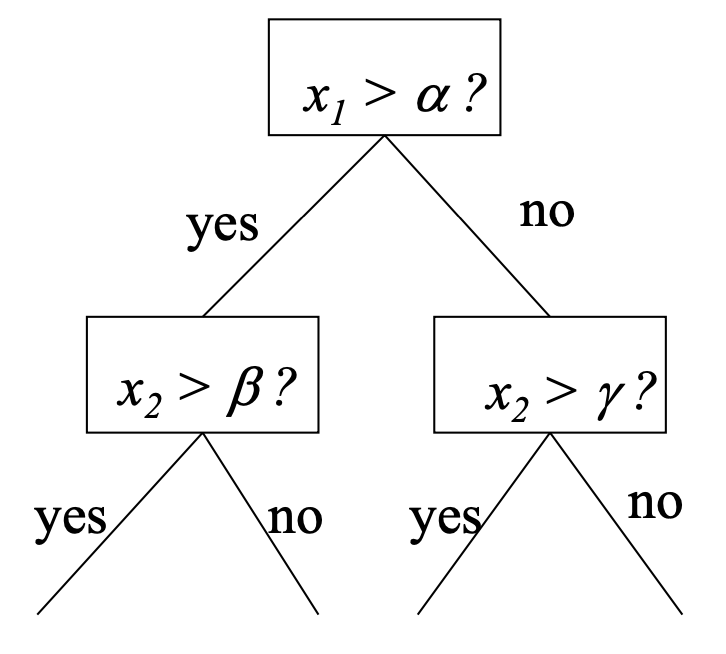 x₁ > α ?
yes
no
x₂ > β ?
x₂ > γ ?
yes
no
yes
no